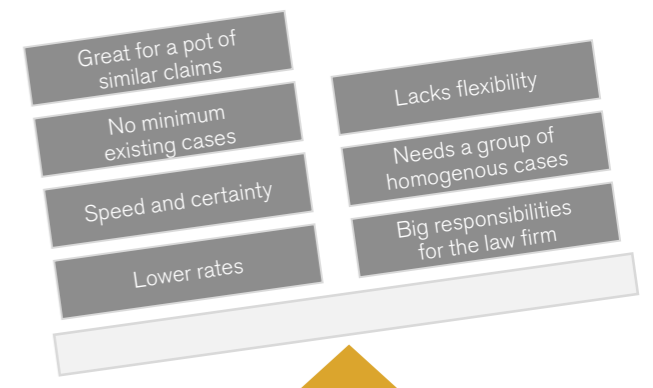 Great for a pot of
similar claims
No minimum
existing cases
Speed and certainty
Lower rates
Lacks flexibility
Needs a group of
homogenous cases
Big responsibilities
for the law firm